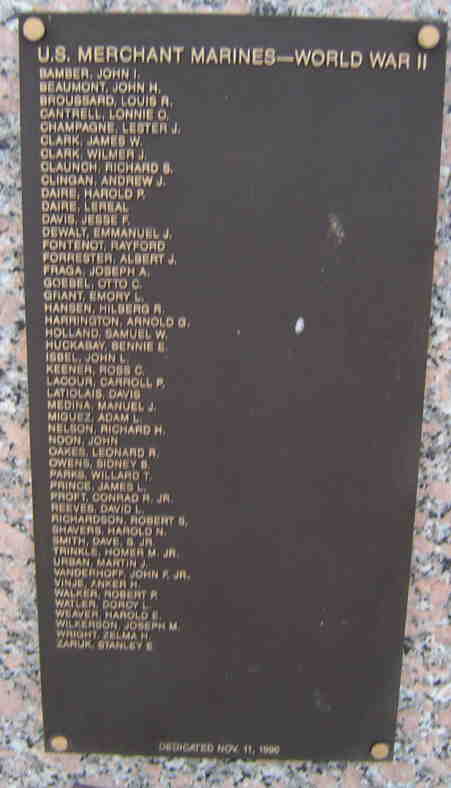 U.S. MERCHANT MARINES—WORLD WAR II
BAMBER, JOHN I.
BEAUMONT, JOHN H.
BROUSSARD, LOUIS R.
CANTRELL, LONNIE O.
CHAMPAGNE, LESTER J.
CLARK, JAMES W.
CLARK, WILMER J.
CLAUNCH, RICHARD S.
CLINGAN, ANDREW J.
DAIRE, HAROLD P.
DAIRE, LEREAL
DAVIS, JESSE F.
DEWALT, EMMANUEL J.
FONTENOT, RAYFORD
FORRESTER, ALBERT J.
FRAGA, JOSEPH A.
GOEBEL, OTTO C.
GRANT, EMORY L.
HANSEN, HILBERG R.
HARRINGTON, ARNOLD G.
HOLLAND, SAMUEL W.
HUCKABAY, BENNIE E.
ISBEL, JOHN L.
KEENER, ROSS C.
LACOUR, CARROLL P.
LATIOLAIS, DAVIS
MEDINA, MANUEL J.
MIGUEZ, ADAM L.
NELSON, RICHARD H.
NOON, JOHN
OAKES, LEONARD R.
OWENS, SIDNEY B.
PARKS, WILLARD T.
PRINCE, JAMES L.
PROFT, CONRAD R. JR.
REEVES, DAVID L.
RICHARDSON, ROBERT S.
SHAVERS, HAROLD N.
SMITH, DAVE, S. JR.
TRINKLE, HOMER M. JR.
URBAN, MARTIN J.
VANDERHOFF, JOHN F. JR.
VINJE, ANKER H.
WALKER, ROBERT P.
WATLER, DORCY L.
WEAVER, HAROLD E.
WILKERSON, JOSEPH M.
WRIGHT, ZELMA H.
ZARUK, STANLEY E
DEDICATED NOV. 11, 1990